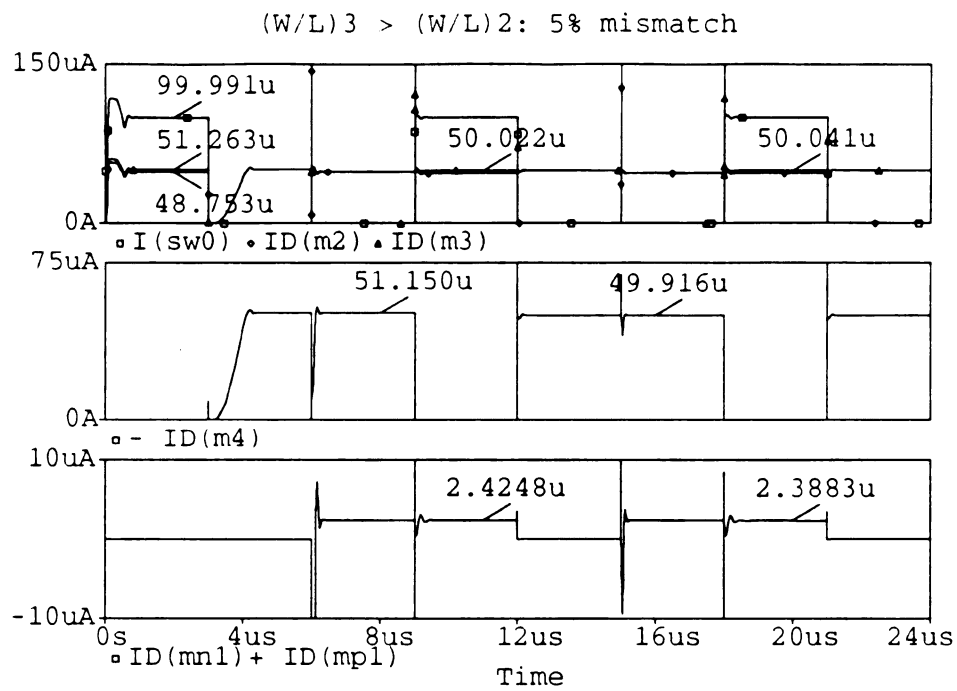 (W/L)3 > (W/L)2: 5% mismatch
150uA
99.991u
51.263u
50.022u
50.041u
48.753u
0A
I(sw0) ID(m2) ID(m3)
75uA
51.150u
49.916u
0A
- ID(m4)
10uA
2.4248u
2.3883u
-10uA
0s 4us 8us 12us 16us 20us 24us
ID(mn1)+ ID(mp1)
Time